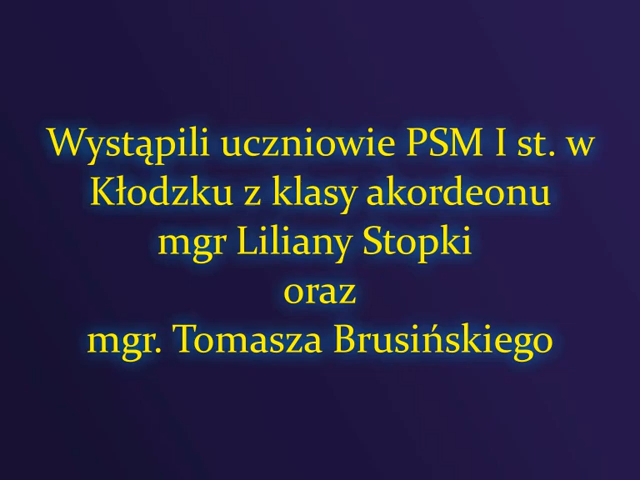 Wystąpili uczniowie PSM I st. w
Kłodzku z klasy akordeonu
mgr Liliany Stopki
oraz
mgr. Tomasza Brusińskiego